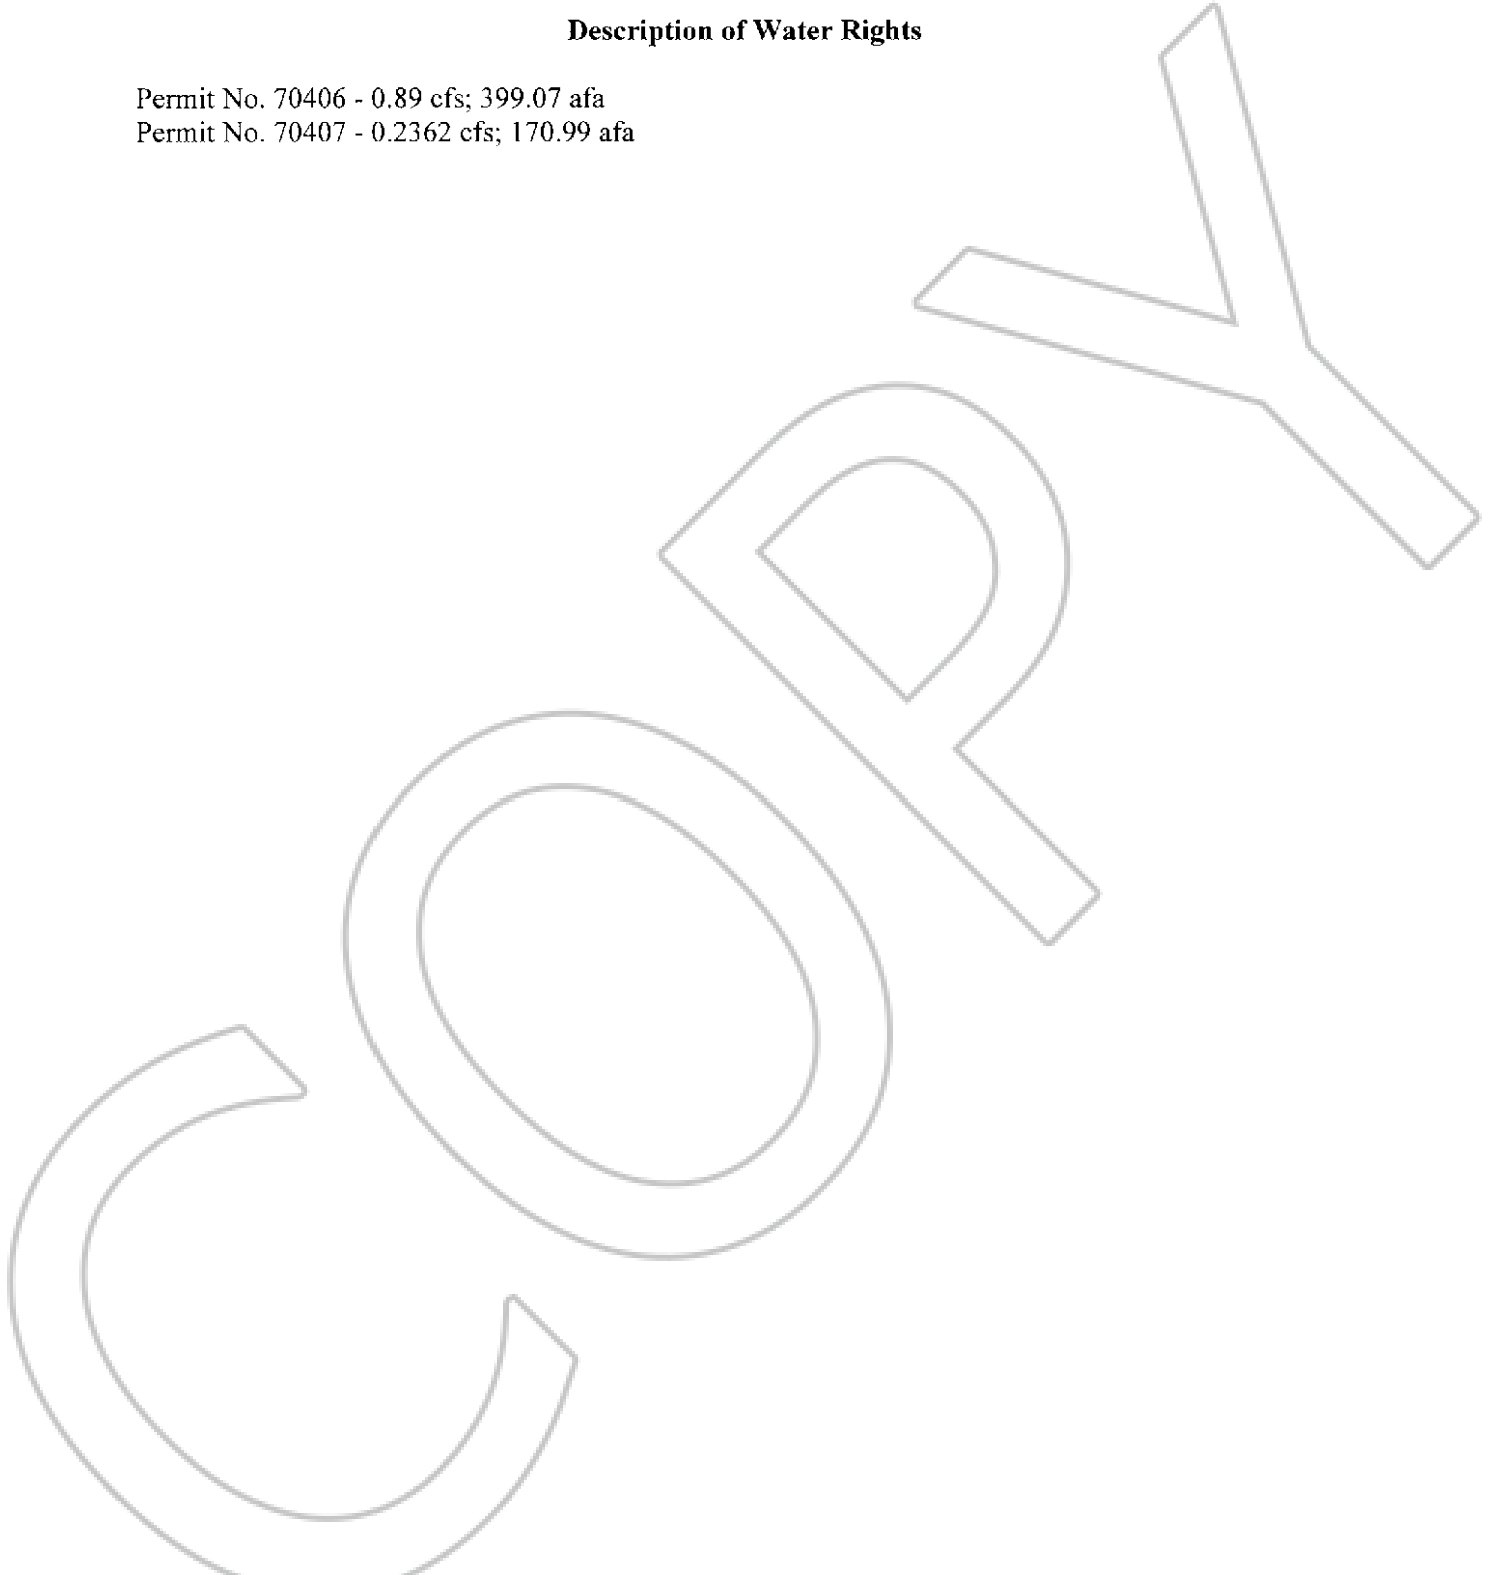 Description of Water Rights
Permit No. 70406 - 0.89 cfs; 399.07 afa
Permit No. 70407 - 0.2362 cfs; 170.99 afa
COPY